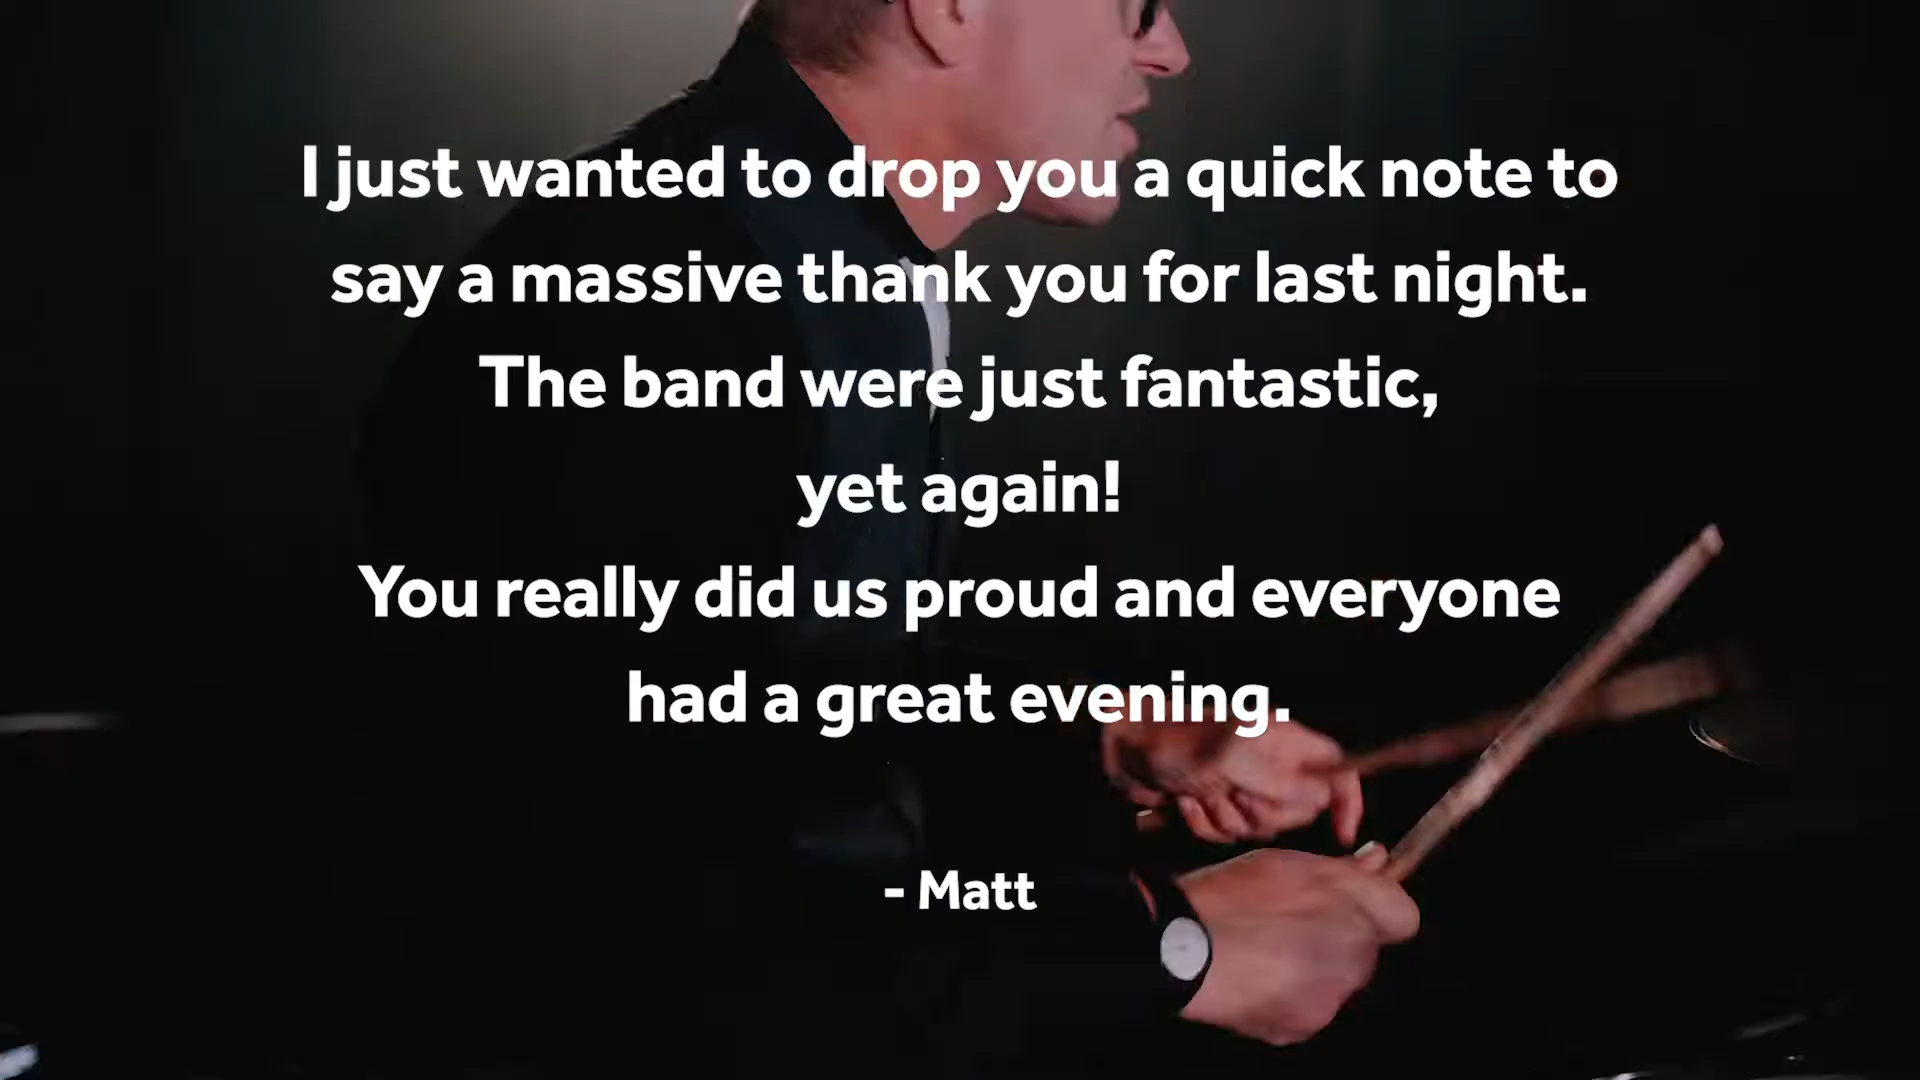 I just wanted to drop you a quick note to
say a massive thank you for last night.
The band were just fantastic,
yet again!
You really did us proud and everyone
had a great evening.
- Matt